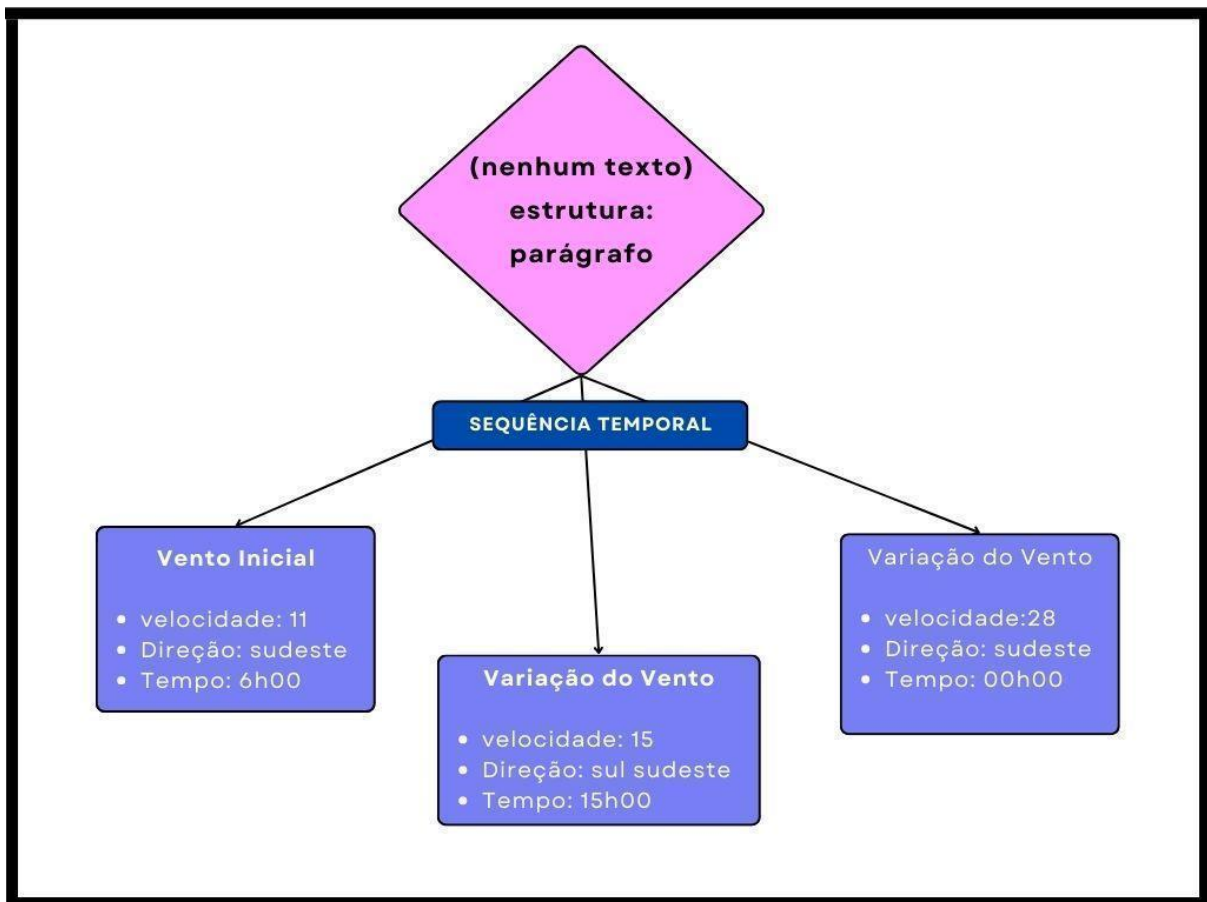 (nenhum texto)
estrutura:
parágrafo
SEQUÊNCIA TEMPORAL
Vento Inicial
• velocidade: 11
• Direção: sudeste
• Tempo: 6h00
Variação do Vento
• velocidade: 15
• Direção: sul sudeste
• Tempo: 15h00
Variação do Vento
• velocidade:28
• Direção: sudeste
• Tempo: 00h00